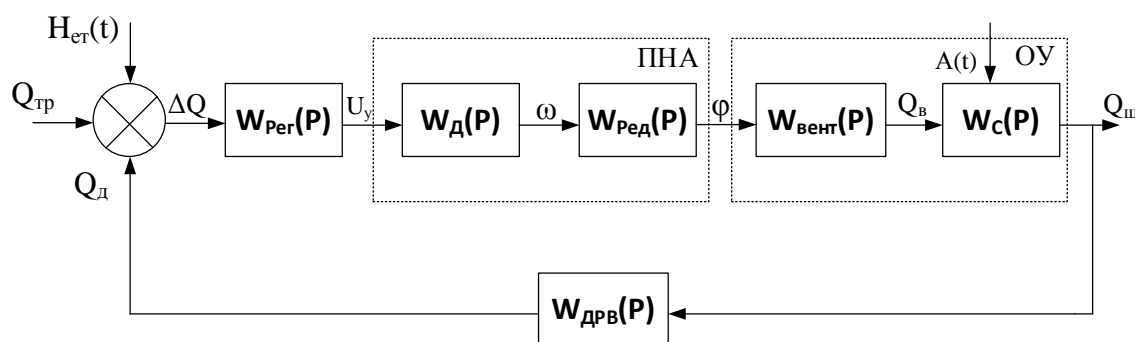 Hет(t)
ПНА
ОУ
A(t)
Qтр
ΔQ
WРег(P)
Uу
WД(P)
ω
WРед(P)
φ
Wвент(P)
Qв
WС(P)
Qш
Qд
WДРВ(P)